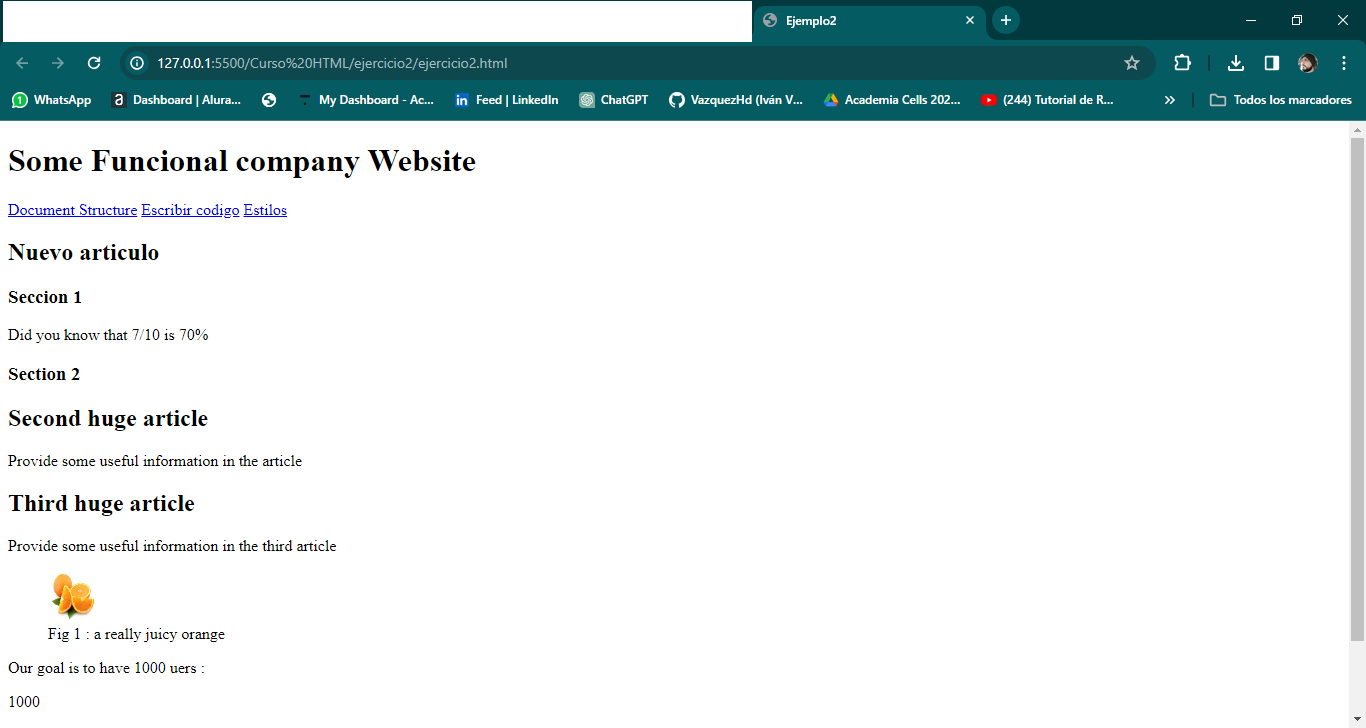 Ejemplo2
127.0.0.1:5500/Curso%20HTML/ejercicio2/ejercicio2.html
WhatsApp Dashboard | Alura... My Dashboard - Ac... Feed | LinkedIn ChatGPT VazquezHd (Iván V... Academia Cells 202... (244) Tutorial de R... » Todos los marcadores
Some Funcional company Website
Document Structure Escribir codigo Estilos
Nuevo articulo
Seccion 1
Did you know that 7/10 is 70%
Section 2
Second huge article
Provide some useful information in the article
Third huge article
Provide some useful information in the third article
Fig 1 : a really juicy orange
Our goal is to have 1000 uers :
1000